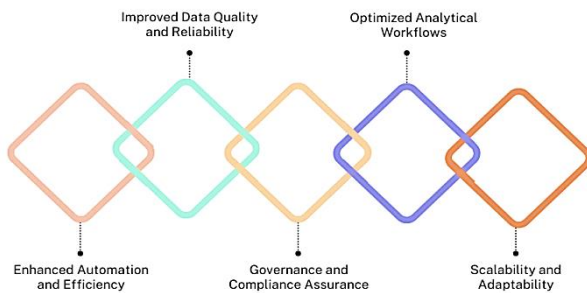 Improved Data Quality
and Reliability
Optimized Analytical
Workflows
Enhanced Automation
and Efficiency
Governance and
Compliance Assurance
Scalability and
Adaptability